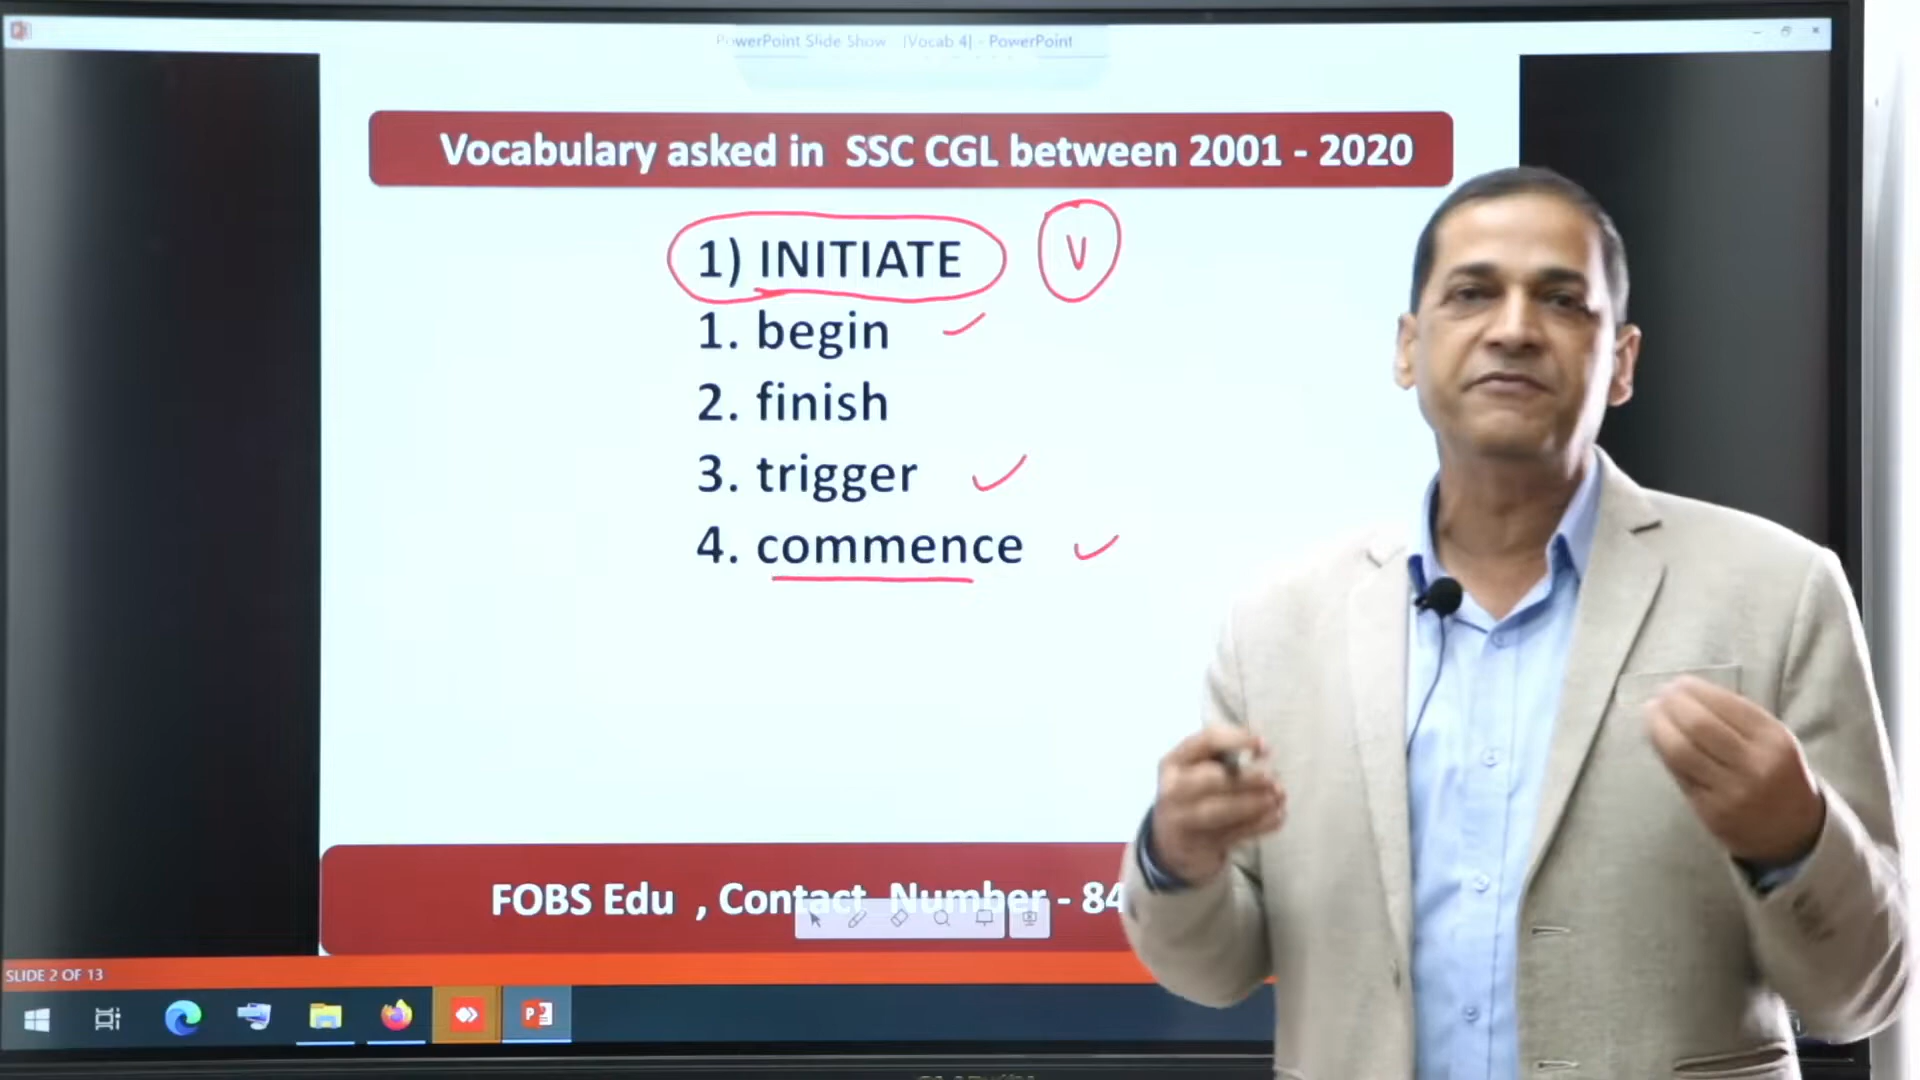 PowerPoint Slide Show - [Vocab 4] - PowerPoint
Vocabulary asked in SSC CGL between 2001 - 2020
1) INITIATE V
1. begin
2. finish
3. trigger
4. commence
FOBS Edu , Contact Number - 84
SLIDE 2 OF 13